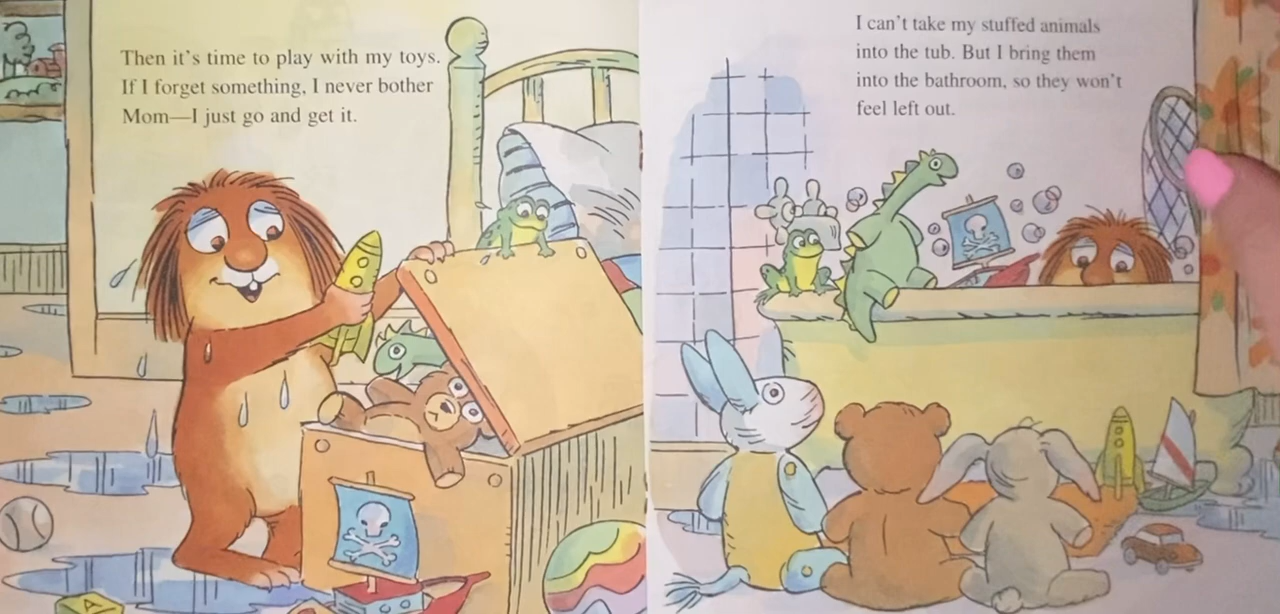 Then it's time to play with my toys.
If I forget something, I never bother
Mom—I just go and get it.
I can't take my stuffed animals
into the tub. But I bring them
into the bathroom, so they won't
feel left out.
A